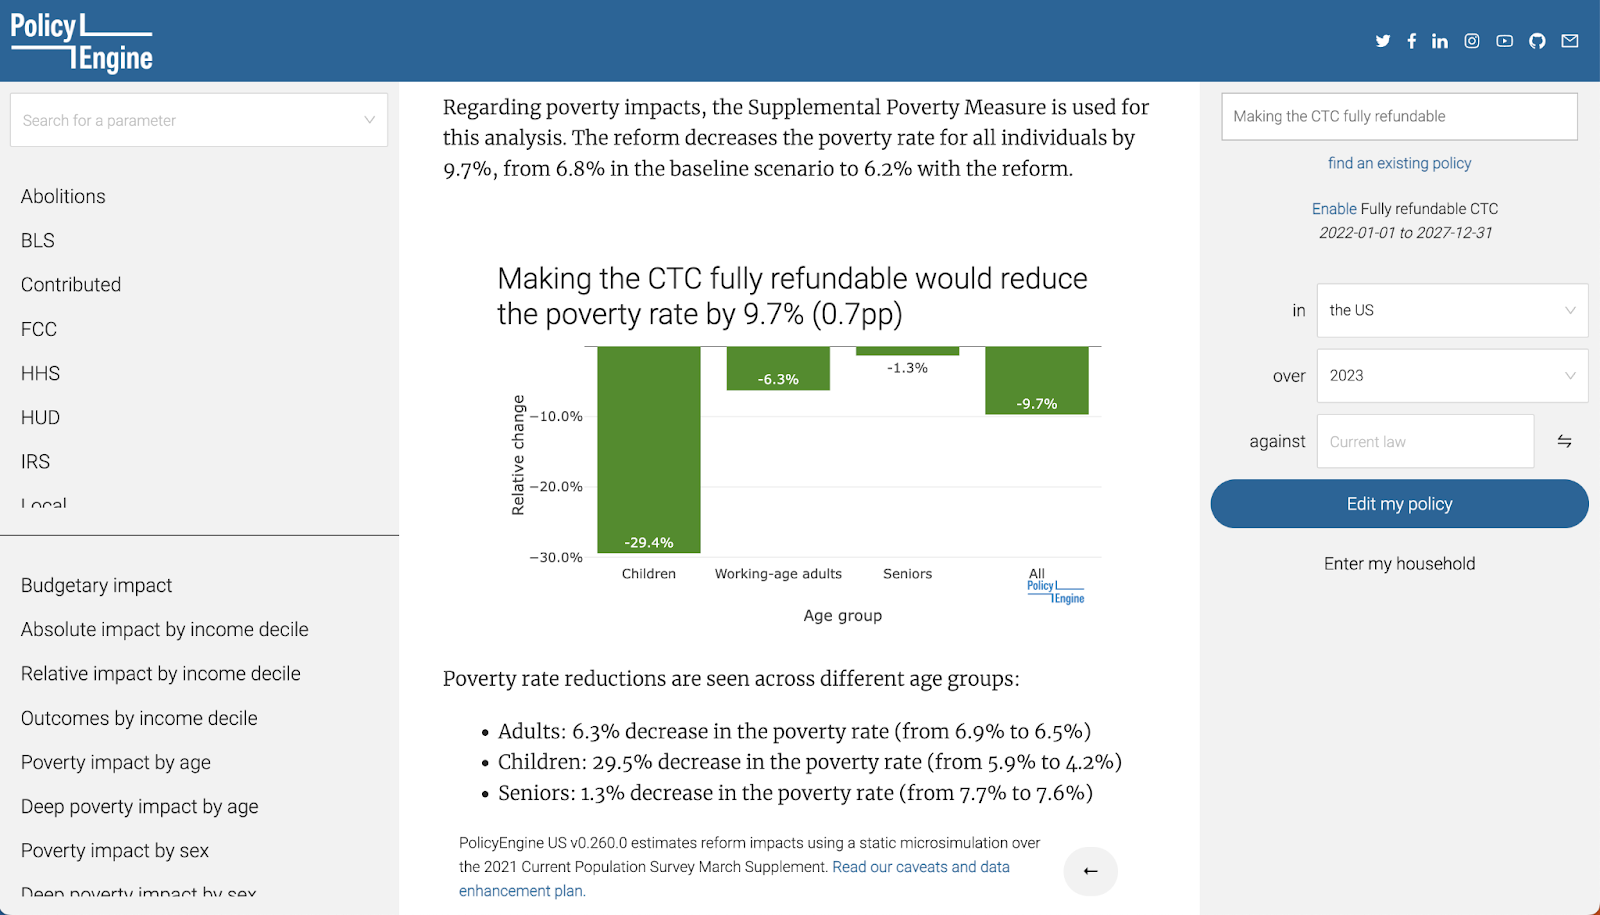 Policy
Engine
Search for a parameter
Abolitions
BLS
Contributed
FCC
HHS
HUD
IRS
Local
Budgetary impact
Absolute impact by income decile
Relative impact by income decile
Outcomes by income decile
Poverty impact by age
Deep poverty impact by age
Poverty impact by sex
Deep poverty impact by sex
Regarding poverty impacts, the Supplemental Poverty Measure is used for
this analysis. The reform decreases the poverty rate for all individuals by
9.7%, from 6.8% in the baseline scenario to 6.2% with the reform.
Making the CTC fully refundable would reduce
the poverty rate by 9.7% (0.7pp)
Relative change
−10.0%
−20.0%
−30.0%
-29.4%
-6.3%
-1.3%
-9.7%
Children
Working-age adults
Seniors
All
Policy
Engine
Age group
Poverty rate reductions are seen across different age groups:
• Adults: 6.3% decrease in the poverty rate (from 6.9% to 6.5%)
• Children: 29.5% decrease in the poverty rate (from 5.9% to 4.2%)
• Seniors: 1.3% decrease in the poverty rate (from 7.7% to 7.6%)
PolicyEngine US v0.260.0 estimates reform impacts using a static microsimulation over
the 2021 Current Population Survey March Supplement. Read our caveats and data
enhancement plan.
←
Making the CTC fully refundable
find an existing policy
Enable Fully refundable CTC
2022-01-01 to 2027-12-31
in the US
over 2023
against Current law
Edit my policy
Enter my household